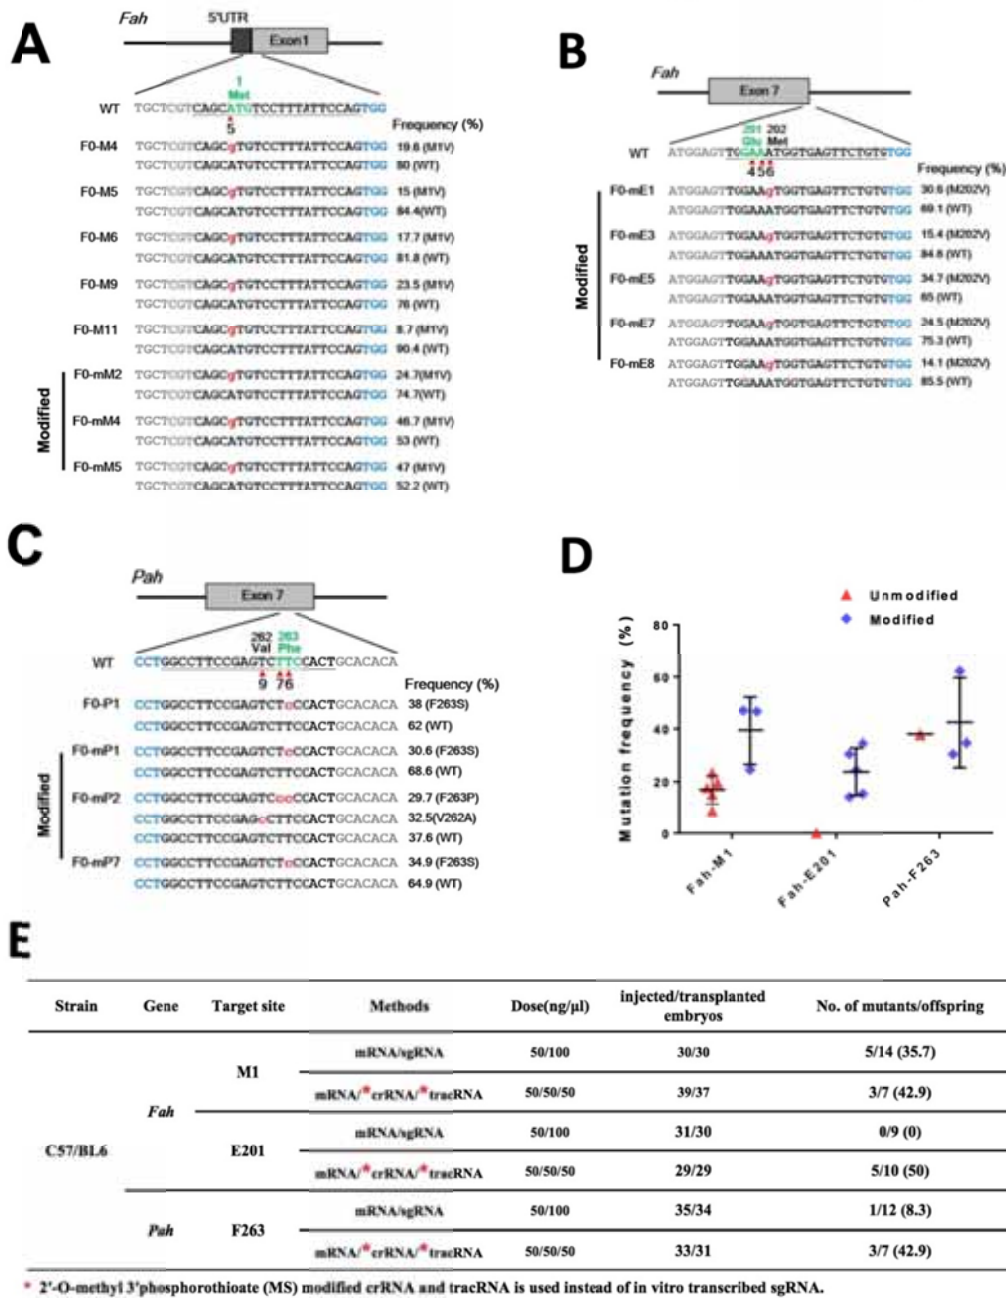 A
Fah
5'UTR
Exon1
1
Met
WT TGCTCGTCAGCATGTCCTTTATTCCAGTGG
5
Frequency (%)
F0-M4 TGCTCGTCAGCgTGTCCTTTATTCCAGTGG 19.6 (M1V)
TGCTCGTCAGCATGTCCTTTATTCCAGTGG 80 (WT)
F0-M5 TGCTCGTCAGCgTGTCCTTTATTCCAGTGG 15 (M1V)
TGCTCGTCAGCATGTCCTTTATTCCAGTGG 84.4(WT)
F0-M6 TGCTCGTCAGCgTGTCCTTTATTCCAGTGG 17.7 (M1V)
TGCTCGTCAGCATGTCCTTTATTCCAGTGG 81.8 (WT)
F0-M9 TGCTCGTCAGCgTGTCCTTTATTCCAGTGG 23.5 (M1V)
TGCTCGTCAGCATGTCCTTTATTCCAGTGG 76 (WT)
F0-M11 TGCTCGTCAGCgTGTCCTTTATTCCAGTGG 8.7 (M1V)
TGCTCGTCAGCATGTCCTTTATTCCAGTGG 90.4 (WT)
Modified
F0-mM2 TGCTCGTCAGCgTGTCCTTTATTCCAGTGG 24.7(M1V)
TGCTCGTCAGCATGTCCTTTATTCCAGTGG 74.7(WT)
F0-mM4 TGCTCGTCAGCgTGTCCTTTATTCCAGTGG 46.7 (M1V)
TGCTCGTCAGCATGTCCTTTATTCCAGTGG 53 (WT)
F0-mM5 TGCTCGTCAGCgTGTCCTTTATTCCAGTGG 47 (M1V)
TGCTCGTCAGCATGTCCTTTATTCCAGTGG 52.2 (WT)
B
Fah
Exon 7
201 202
Glu Met
WT ATGGAGTTGGAAATGGTGAGTTCTGTGTGG
456
Frequency (%)
Modified
F0-mE1 ATGGAGTTGGAAgTGGTGAGTTCTGTGTGG 30.6 (M202V)
ATGGAGTTGGAAATGGTGAGTTCTGTGTGG 69.1 (WT)
F0-mE3 ATGGAGTTGGAAgTGGTGAGTTCTGTGTGG 15.4 (M202V)
ATGGAGTTGGAAATGGTGAGTTCTGTGTGG 84.6 (WT)
F0-mE5 ATGGAGTTGGAAgTGGTGAGTTCTGTGTGG 34.7 (M202V)
ATGGAGTTGGAAATGGTGAGTTCTGTGTGG 65 (WT)
F0-mE7 ATGGAGTTGGAAgTGGTGAGTTCTGTGTGG 24.5 (M202V)
ATGGAGTTGGAAATGGTGAGTTCTGTGTGG 75.3 (WT)
F0-mE8 ATGGAGTTGGAAgTGGTGAGTTCTGTGTGG 14.1 (M202V)
ATGGAGTTGGAAATGGTGAGTTCTGTGTGG 85.5 (WT)
C
Pah
Exon 7
262 263
Val Phe
WT CCTGGCCTTCCGAGTCTTCCACTGCACACA
9 76
Frequency (%)
F0-P1 CCTGGCCTTCCGAGTCTcCCACTGCACACA 38 (F263S)
CCTGGCCTTCCGAGTCTTCCACTGCACACA 62 (WT)
Modified
F0-mP1 CCTGGCCTTCCGAGTCTcCCACTGCACACA 30.6 (F263S)
CCTGGCCTTCCGAGTCTTCCACTGCACACA 68.6 (WT)
F0-mP2 CCTGGCCTTCCGAGTCccCCACTGCACACA 29.7 (F263P)
CCTGGCCTTCCGAGcCTTCCACTGCACACA 32.5(V262A)
CCTGGCCTTCCGAGTCTTCCACTGCACACA 37.6 (WT)
F0-mP7 CCTGGCCTTCCGAGTCTcCCACTGCACACA 34.9 (F263S)
CCTGGCCTTCCGAGTCTTCCACTGCACACA 64.9 (WT)
D
Unmodified
Modified
Mutation frequency (%)
80
60
40
20
0
Fah-M1
Fah-E201
Pah-F263
E
Strain Gene Target site Methods Dose(ng/µl) injected/transplanted embryos No. of mutants/offspring
C57/BL6 Fah M1 mRNA/sgRNA 50/100 30/30 5/14 (35.7)
mRNA/*crRNA/*tracRNA 50/50/50 39/37 3/7 (42.9)
E201 mRNA/sgRNA 50/100 31/30 0/9 (0)
mRNA/*crRNA/*tracRNA 50/50/50 29/29 5/10 (50)
Pah F263 mRNA/sgRNA 50/100 35/34 1/12 (8.3)
mRNA/*crRNA/*tracRNA 50/50/50 33/31 3/7 (42.9)
* 2'-O-methyl 3'phosphorothioate (MS) modified crRNA and tracRNA is used instead of in vitro transcribed sgRNA.